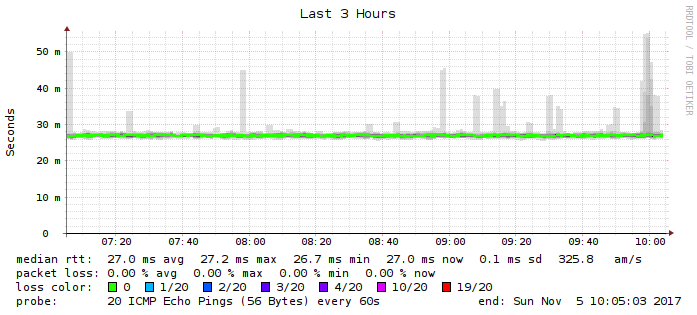 Last 3 Hours
RRDTOOL / TOBI OETIKER
Seconds
50 m
40 m
30 m
20 m
10 m
0
07:20 07:40 08:00 08:20 08:40 09:00 09:20 09:40 10:00
median rtt: 27.0 ms avg 27.2 ms max 26.7 ms min 27.0 ms now 0.1 ms sd 325.8 am/s
packet loss: 0.00 % avg 0.00 % max 0.00 % min 0.00 % now
loss color: 0 1/20 2/20 3/20 4/20 10/20 19/20
probe: 20 ICMP Echo Pings (56 Bytes) every 60s end: Sun Nov 5 10:05:03 2017